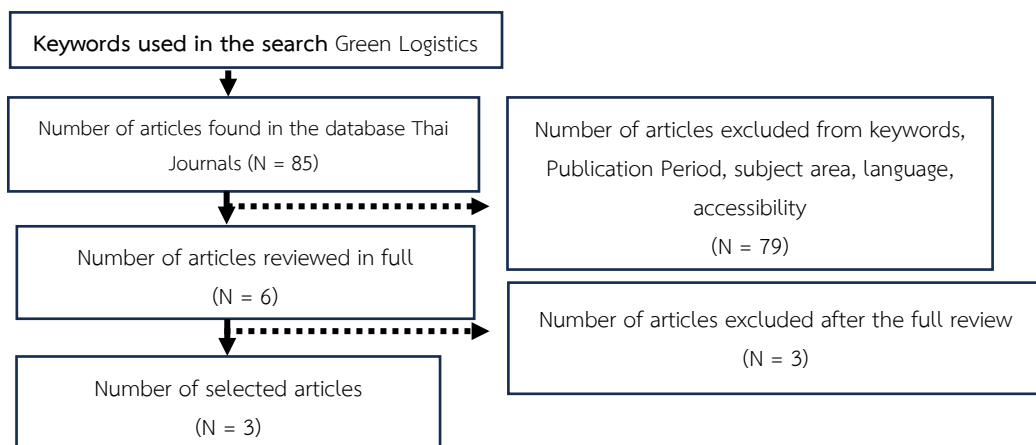 Keywords used in the search Green Logistics
Number of articles found in the database Thai
Journals (N = 85)
Number of articles excluded from keywords,
Publication Period, subject area, language,
accessibility
(N = 79)
Number of articles reviewed in full
(N = 6)
Number of articles excluded after the full review
(N = 3)
Number of selected articles
(N = 3)